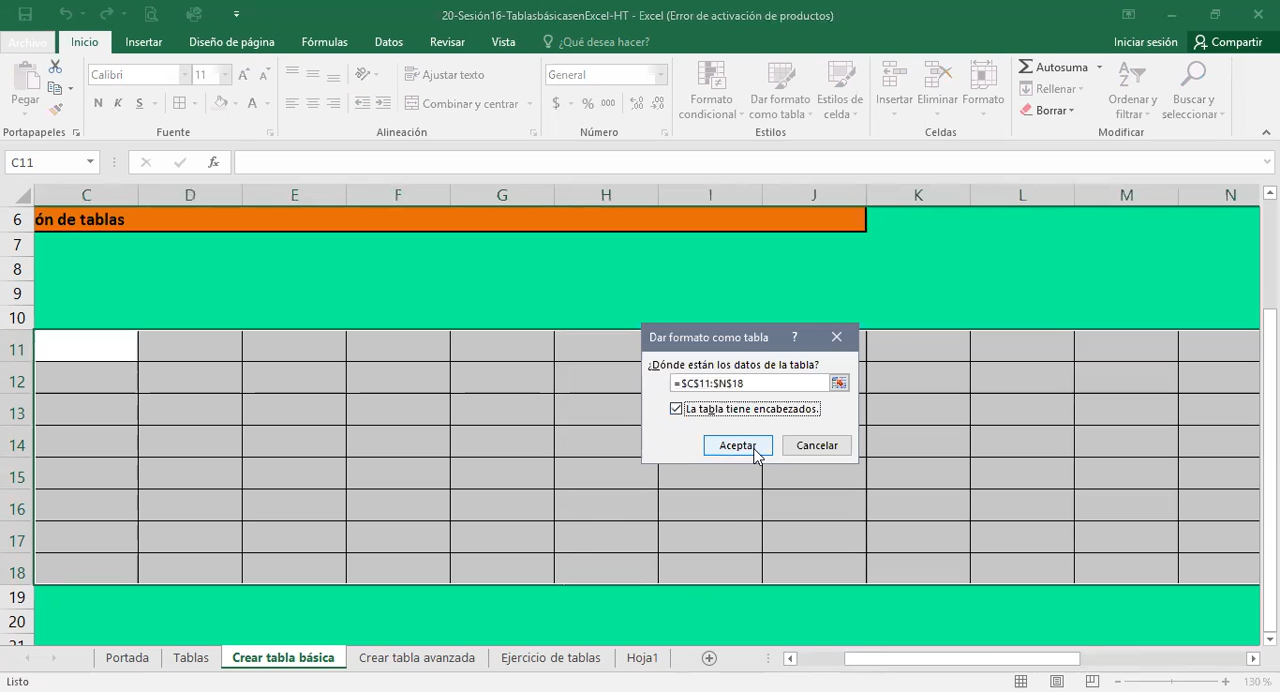 20-Sesión16-TablasbásicasenExcel-HT - Excel (Error de activación de productos)
Archivo Inicio Insertar Diseño de página Fórmulas Datos Revisar Vista ¿Qué desea hacer? Iniciar sesión Compartir
Pegar Calibri 11 Ajustar texto General Formato condicional Dar formato como tabla Estilos de celda Insertar Eliminar Formato Autosuma Ordenar y filtrar Buscar y seleccionar
N K S A Combinar y centrar $ % 000 Rellenar
Borrar
Portapapeles Fuente Alineación Número Estilos Celdas Modificar
C11 fx
C D E F G H I J K L M N
6 ón de tablas
7
8
9
10
11
12
13
14
15
16
17
18
19
20
21
Dar formato como tabla ?
¿Dónde están los datos de la tabla?
=$C$11:$N$18
La tabla tiene encabezados.
Aceptar Cancelar
Portada Tablas Crear tabla básica Crear tabla avanzada Ejercicio de tablas Hoja1
Listo 130 %